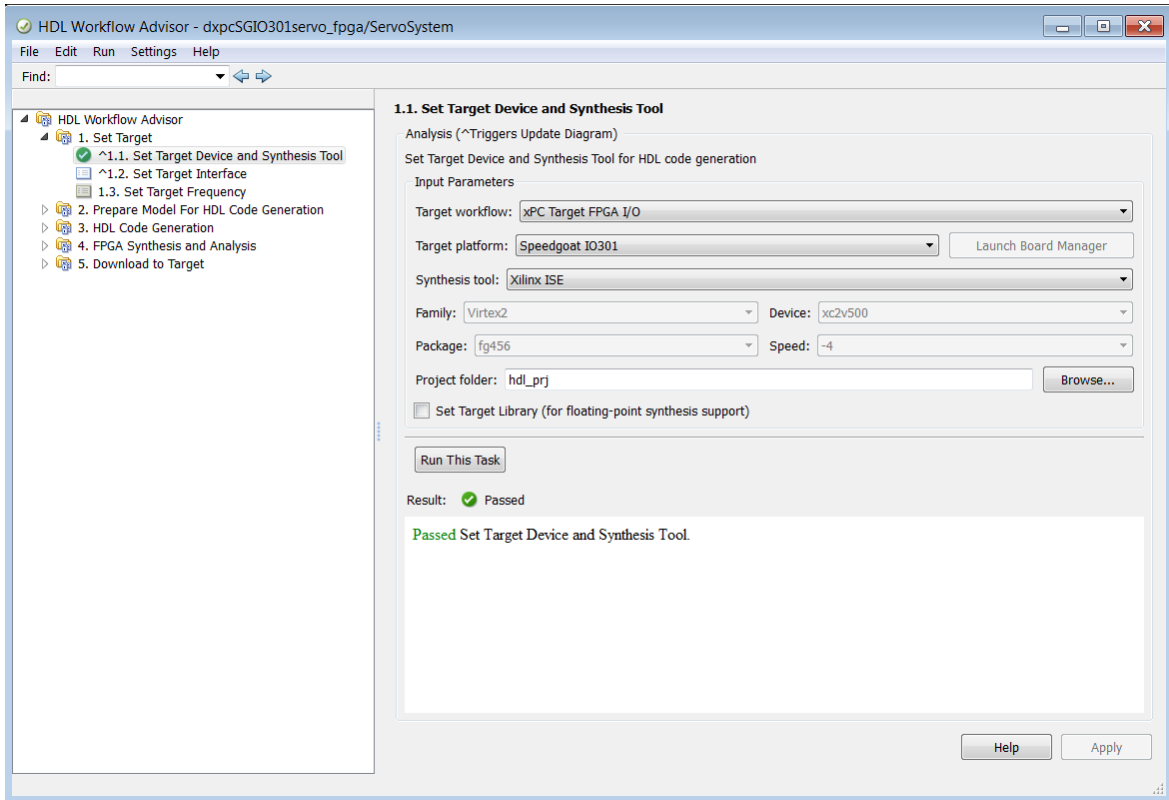 HDL Workflow Advisor - dxpcSGIO301servo_fpga/ServoSystem
File Edit Run Settings Help
Find:
HDL Workflow Advisor
1. Set Target
^1.1. Set Target Device and Synthesis Tool
^1.2. Set Target Interface
1.3. Set Target Frequency
2. Prepare Model For HDL Code Generation
3. HDL Code Generation
4. FPGA Synthesis and Analysis
5. Download to Target
1.1. Set Target Device and Synthesis Tool
Analysis (^Triggers Update Diagram)
Set Target Device and Synthesis Tool for HDL code generation
Input Parameters
Target workflow: xPC Target FPGA I/O
Target platform: Speedgoat IO301 Launch Board Manager
Synthesis tool: Xilinx ISE
Family: Virtex2 Device: xc2v500
Package: fg456 Speed: -4
Project folder: hdl_prj Browse...
Set Target Library (for floating-point synthesis support)
Run This Task
Result: Passed
Passed Set Target Device and Synthesis Tool.
Help Apply